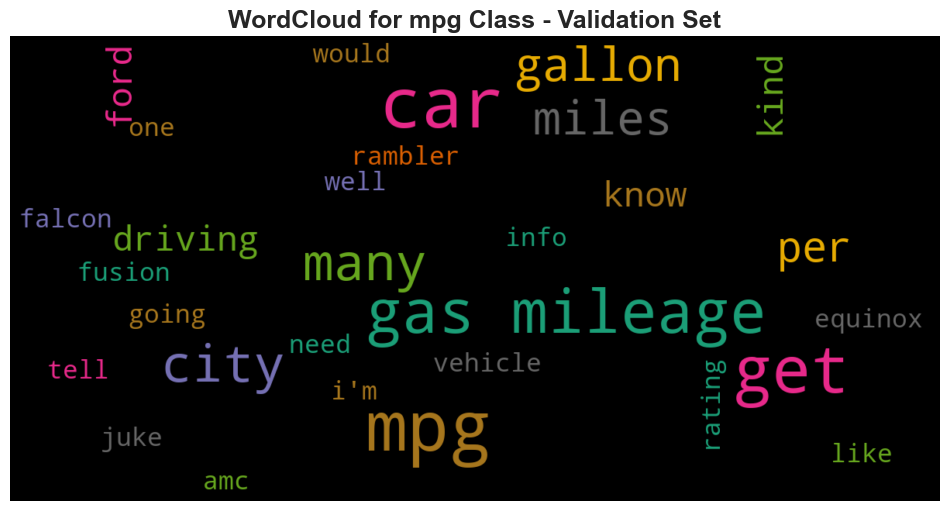 WordCloud for mpg Class - Validation Set
ford
would
gallon
kind
car
miles
one
rambler
well
know
falcon
driving
info
per
many
fusion
gas mileage
going
equinox
need
city
vehicle
get
tell
i'm
rating
mpg
juke
like
amc